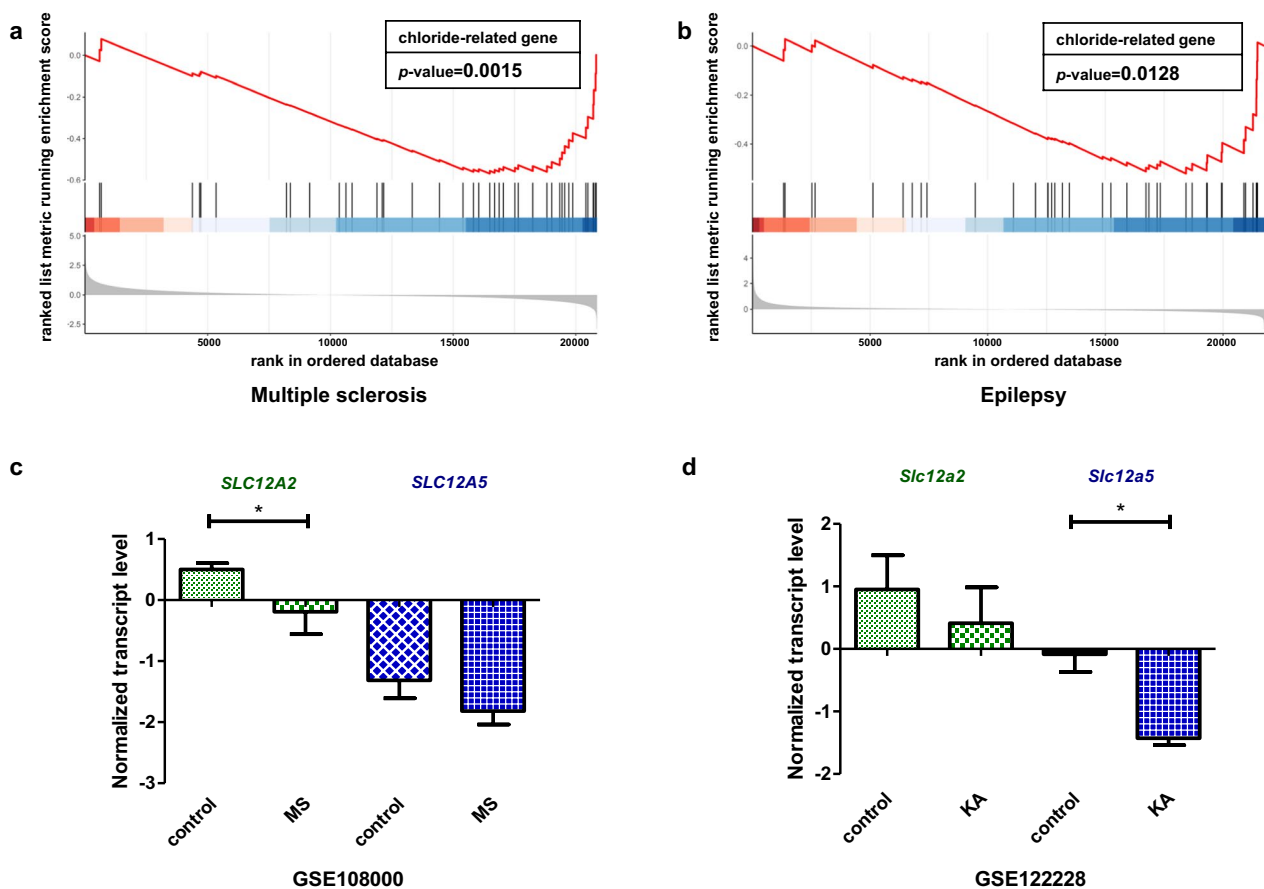 a
chloride-related gene
p-value=0.0015
ranked list metric running enrichment score
0.0
-0.2
-0.4
-0.6
5.0
2.5
0.0
-2.5
5000
10000
15000
20000
rank in ordered database
Multiple sclerosis
b
chloride-related gene
p-value=0.0128
ranked list metric running enrichment score
0.0
-0.2
-0.4
4
2
0
5000
10000
15000
20000
rank in ordered database
Epilepsy
c
SLC12A2
SLC12A5
*
Normalized transcript level
1
0
-1
-2
-3
control
MS
control
MS
GSE108000
d
Slc12a2
Slc12a5
*
Normalized transcript level
2
1
0
-1
-2
control
KA
control
KA
GSE122228